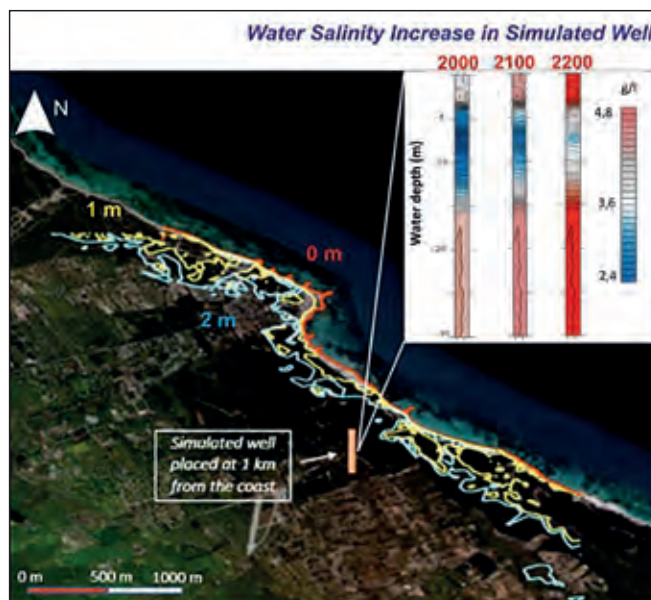 Water Salinity Increase in Simulated Well
2000 2100 2200
g/l
4,8
3,6
2,4
Water depth (m)
N
1 m
0 m
2 m
Simulated well
placed at 1 km
from the coast
0 m 500 m 1000 m